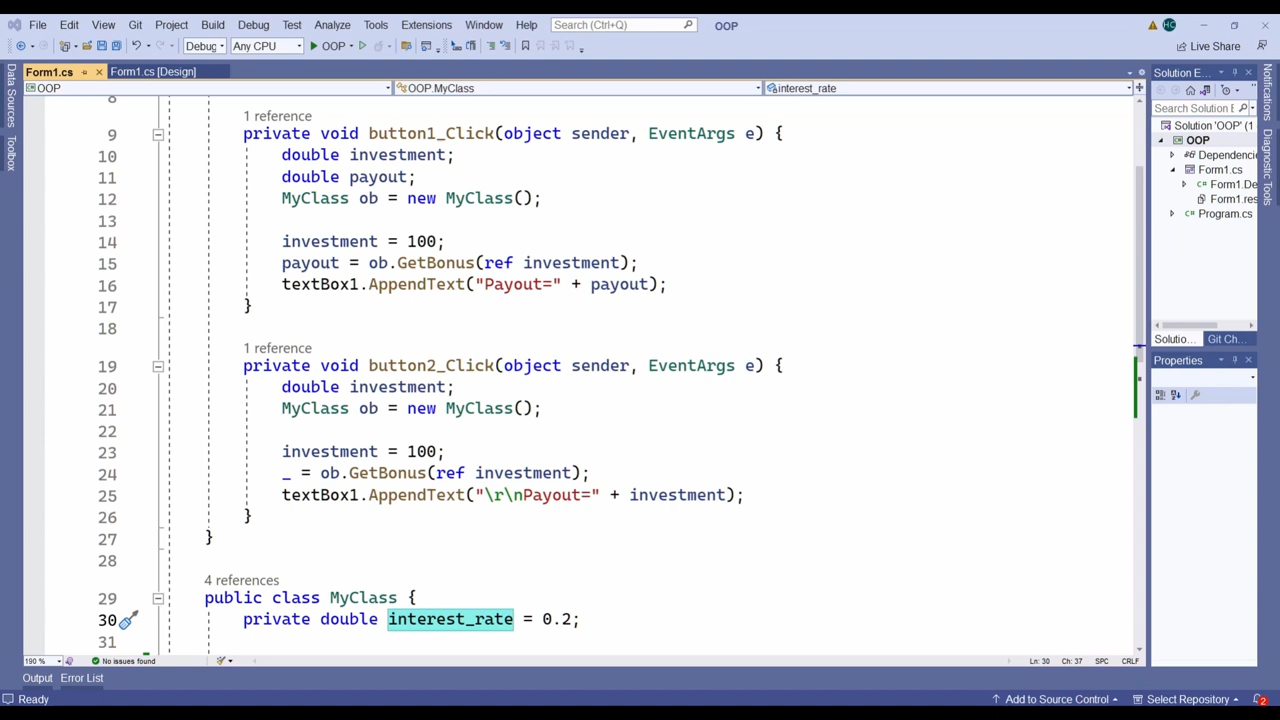 File Edit View Git Project Build Debug Test Analyze Tools Extensions Window Help Search (Ctrl+Q) OOP HC
Debug Any CPU OOP Live Share
Form1.cs Form1.cs [Design]
OOP OOP.MyClass interest_rate
8
1 reference
9 private void button1_Click(object sender, EventArgs e) {
10 double investment;
11 double payout;
12 MyClass ob = new MyClass();
13
14 investment = 100;
15 payout = ob.GetBonus(ref investment);
16 textBox1.AppendText("Payout=" + payout);
17 }
18
1 reference
19 private void button2_Click(object sender, EventArgs e) {
20 double investment;
21 MyClass ob = new MyClass();
22
23 investment = 100;
24 _ = ob.GetBonus(ref investment);
25 textBox1.AppendText("\r\nPayout=" + investment);
26 }
27 }
28
4 references
29 public class MyClass {
30 private double interest_rate = 0.2;
31
190 % No issues found Ln: 30 Ch: 37 SPC CRLF
Output Error List
Ready Add to Source Control Select Repository 2
Data Sources
Toolbox
Solution E...
Search Solution E
Solution 'OOP' (1
OOP
Dependenc
Form1.cs
Form1.De
Form1.res
Program.cs
Solutio... Git Ch...
Properties
Notifications
Diagnostic Tools